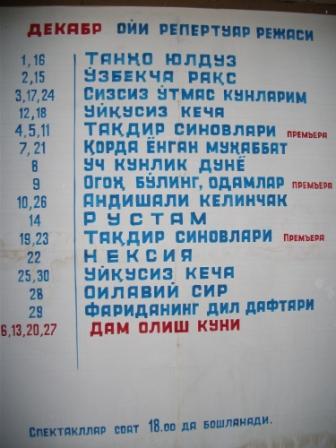 ДЕКАБР ОЙИ РЕПЕРТУАР РЕЖАСИ
1,16 ТАНҲО ЮЛДУЗ
2,15 ЎЗБЕКЧА РАҚС
3,17,24 СИЗСИЗ ЎТМАС КУНЛАРИМ
12,18 УЙҚУСИЗ КЕЧА
4,5,11 ТАҚДИР СИНОВЛАРИ ПРЕМЬЕРА
7,21 ҚОРДА ЁНГАН МУҲАББАТ
8 УЧ КУНЛИК ДУНЁ
9 ОГОҲ БЎЛИНГ, ОДАМЛАР ПРЕМЬЕРА
10,26 АНДИШАЛИ КЕЛИНЧАК
14 РУСТАМ
19,23 ТАҚДИР СИНОВЛАРИ ПРЕМЬЕРА
22 НЕКСИЯ
25,30 УЙҚУСИЗ КЕЧА
28 ОИЛАВИЙ СИР
29 ФАРИДАНИНГ ДИЛ ДАФТАРИ
6,13,20,27 ДАМ ОЛИШ КУНИ
СПЕКТАКЛЛАР СОАТ 18.00 ДА БОШЛАНАДИ.